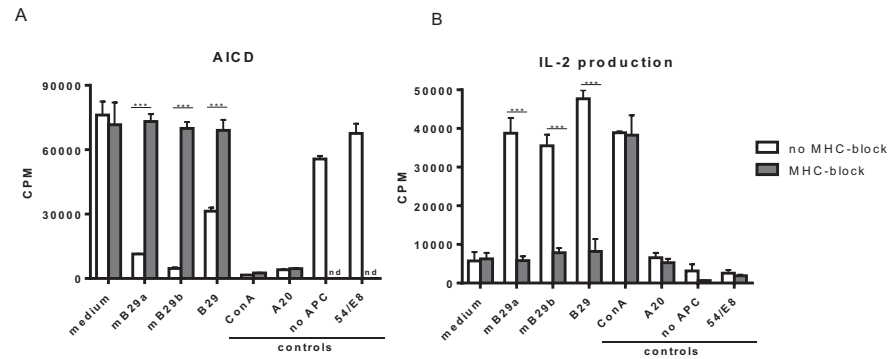 A
AICD
CPM
90000
60000
30000
0
***
***
***
nd
nd
medium
mB29a
mB29b
B29
ConA
A20
no APC
54/E8
controls
B
IL-2 production
CPM
50000
40000
30000
20000
10000
0
***
***
***
medium
mB29a
mB29b
B29
ConA
A20
no APC
54/E8
controls
no MHC-block
MHC-block